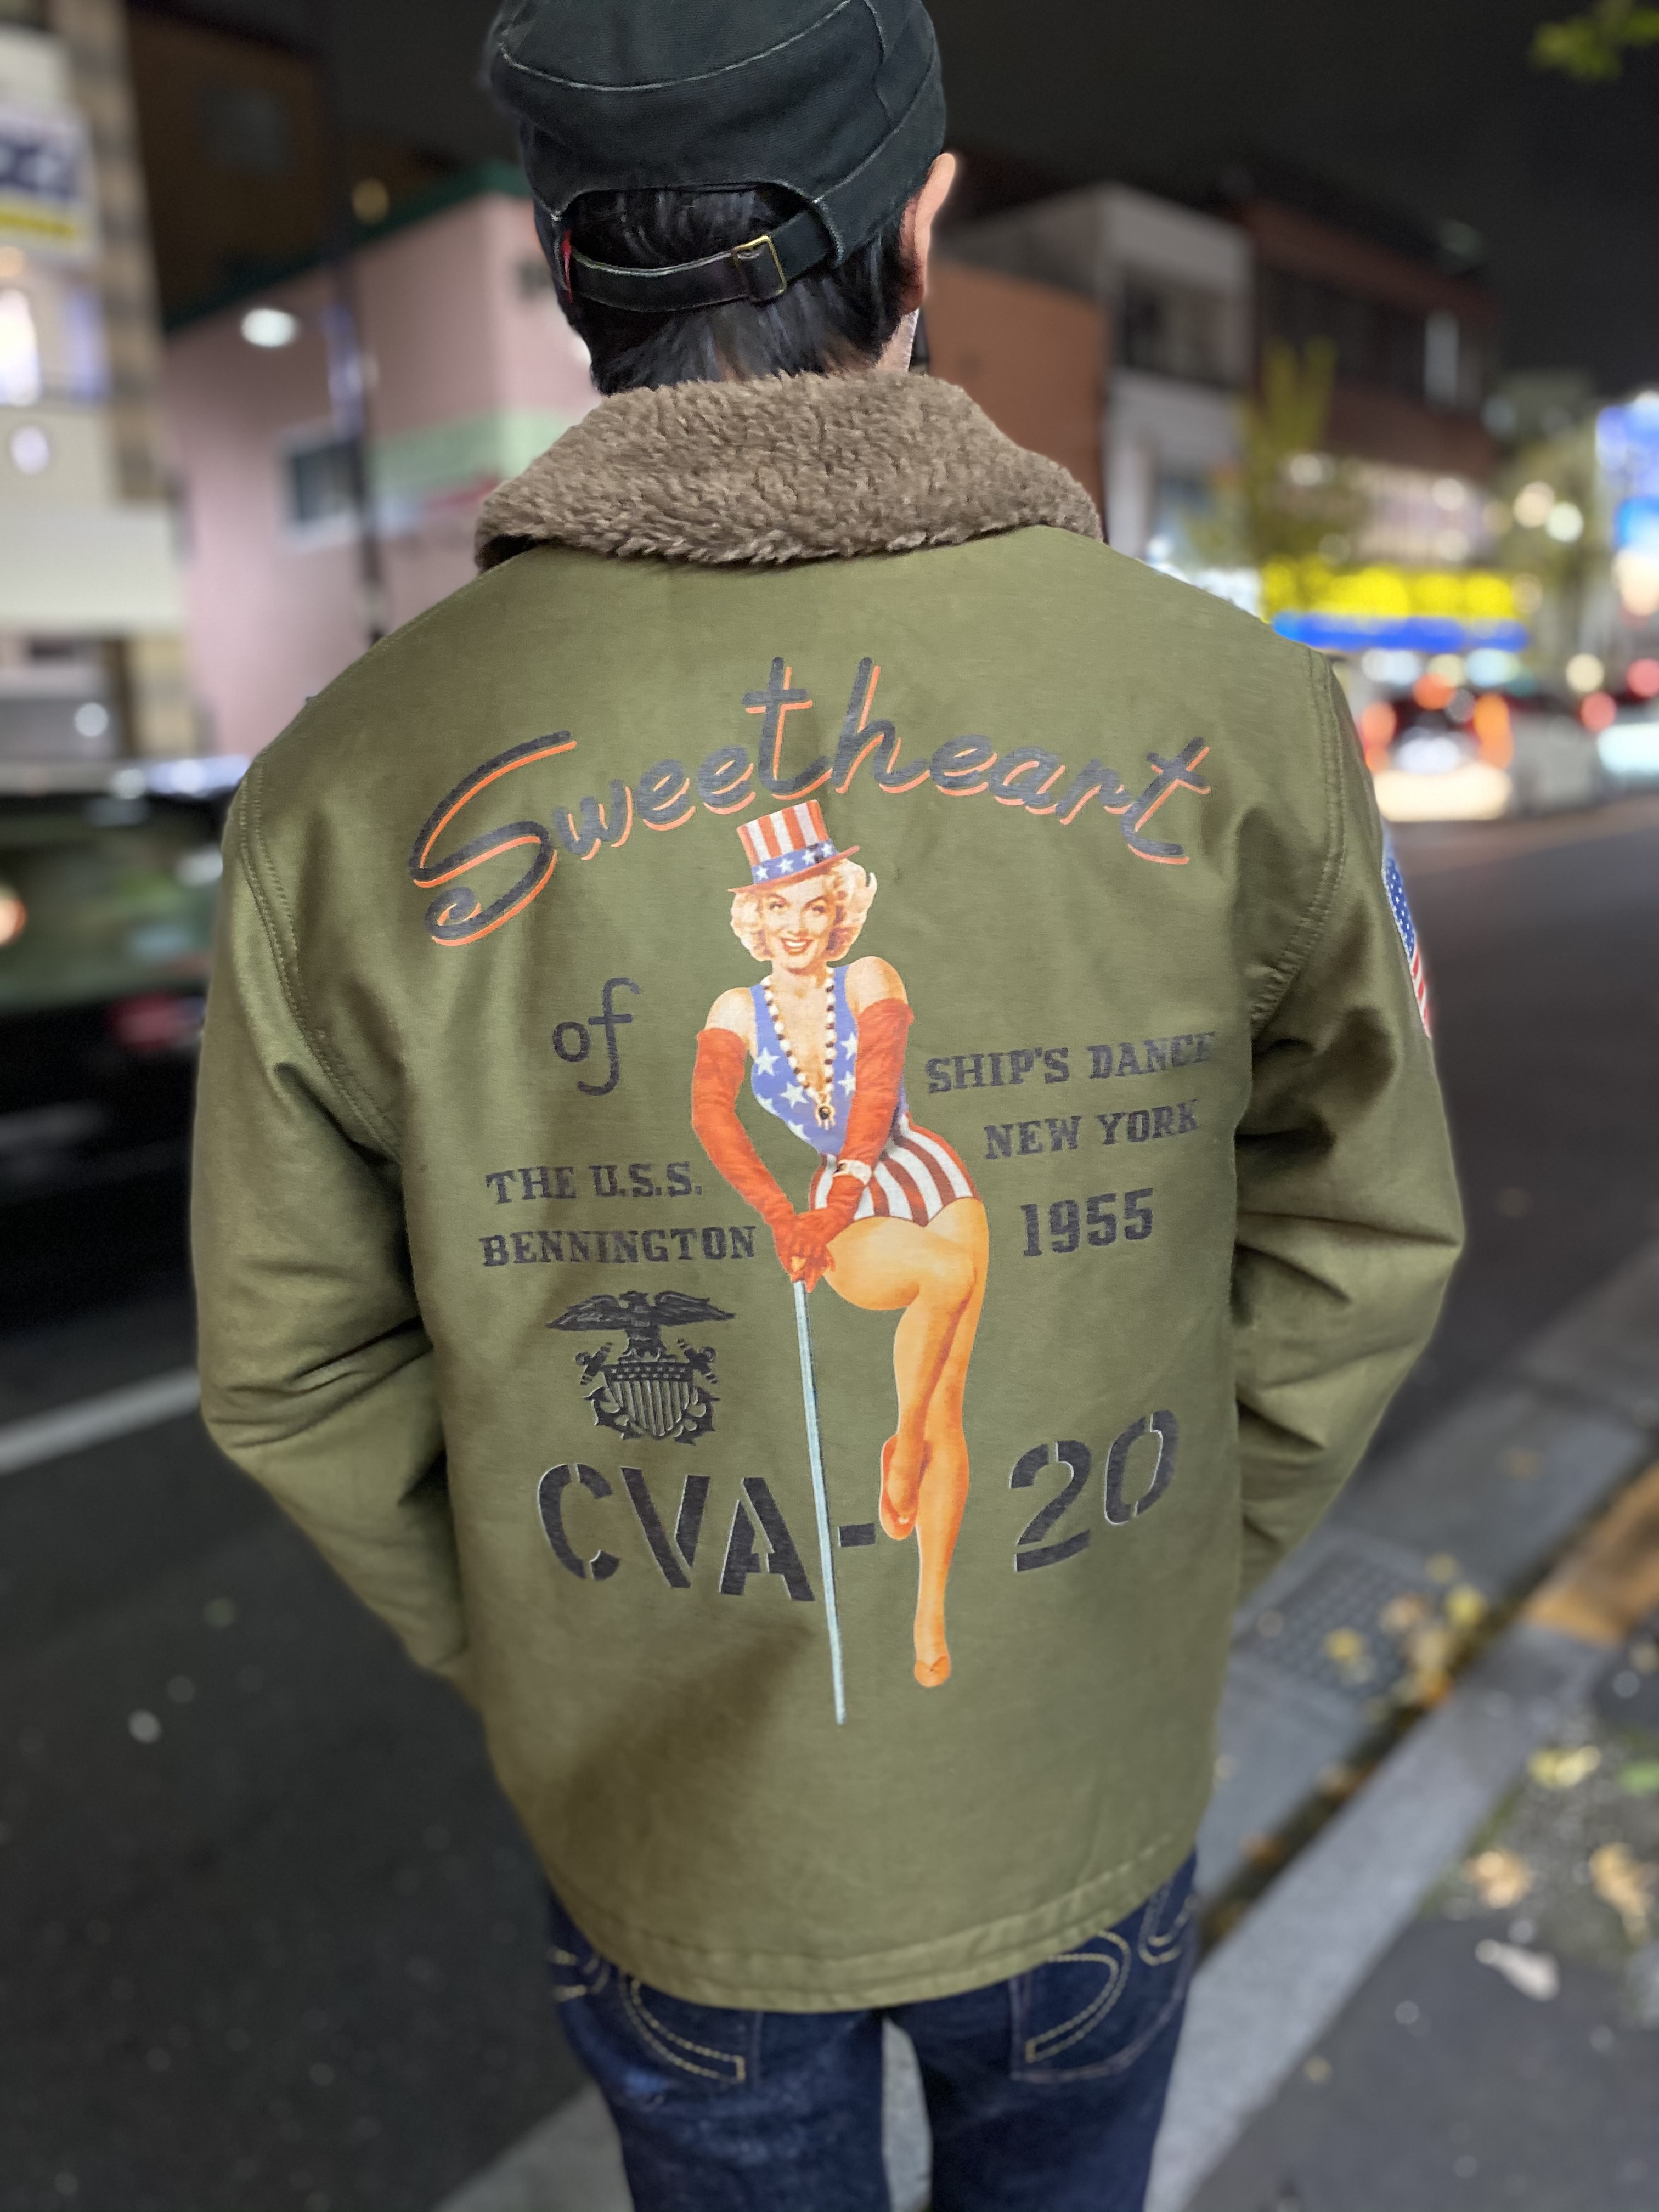 Sweetheart
of
THE U.S.S.
BENNINGTON
SHIP'S DANCE
NEW YORK
1955
CVA-20